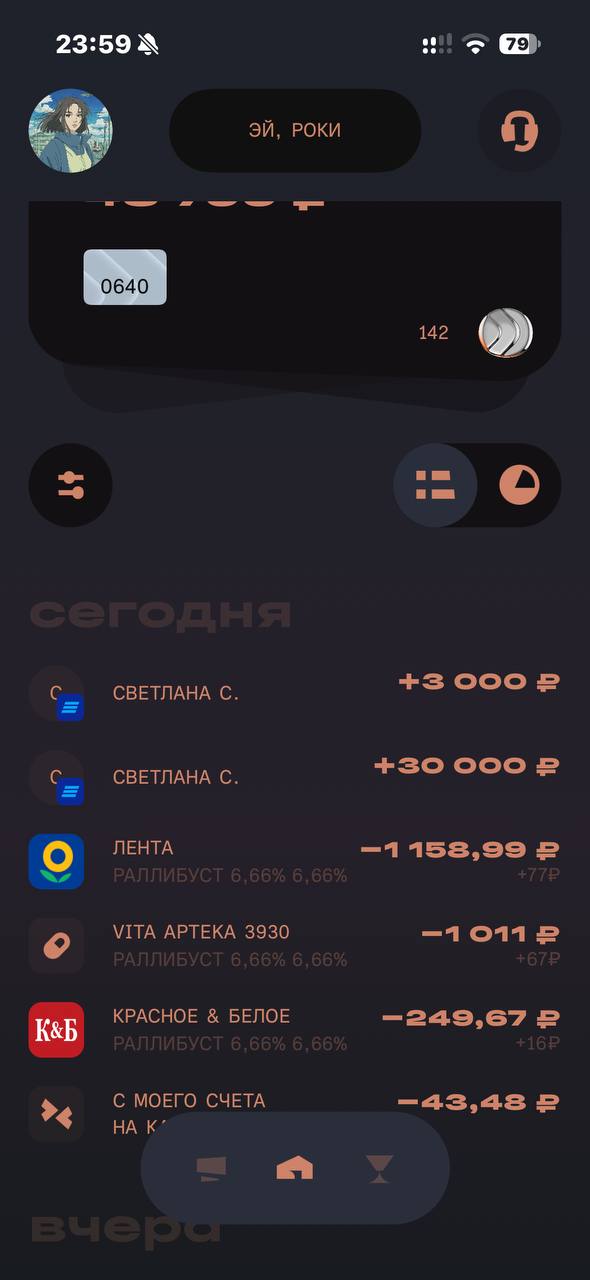 23:59
79
ЭЙ, РОКИ
0640
142
сегодня
С
СВЕТЛАНА С.
+3 000 ₽
С
СВЕТЛАНА С.
+30 000 ₽
ЛЕНТА
−1 158,99 ₽
РАЛЛИБУСТ 6,66% 6,66%
+77₽
VITA АРТЕКА 3930
−1 011 ₽
РАЛЛИБУСТ 6,66% 6,66%
+67₽
К&Б
КРАСНОЕ & БЕЛОЕ
−249,67 ₽
РАЛЛИБУСТ 6,66% 6,66%
+16₽
С МОЕГО СЧЕТА
−43,48 ₽
НА
вчера